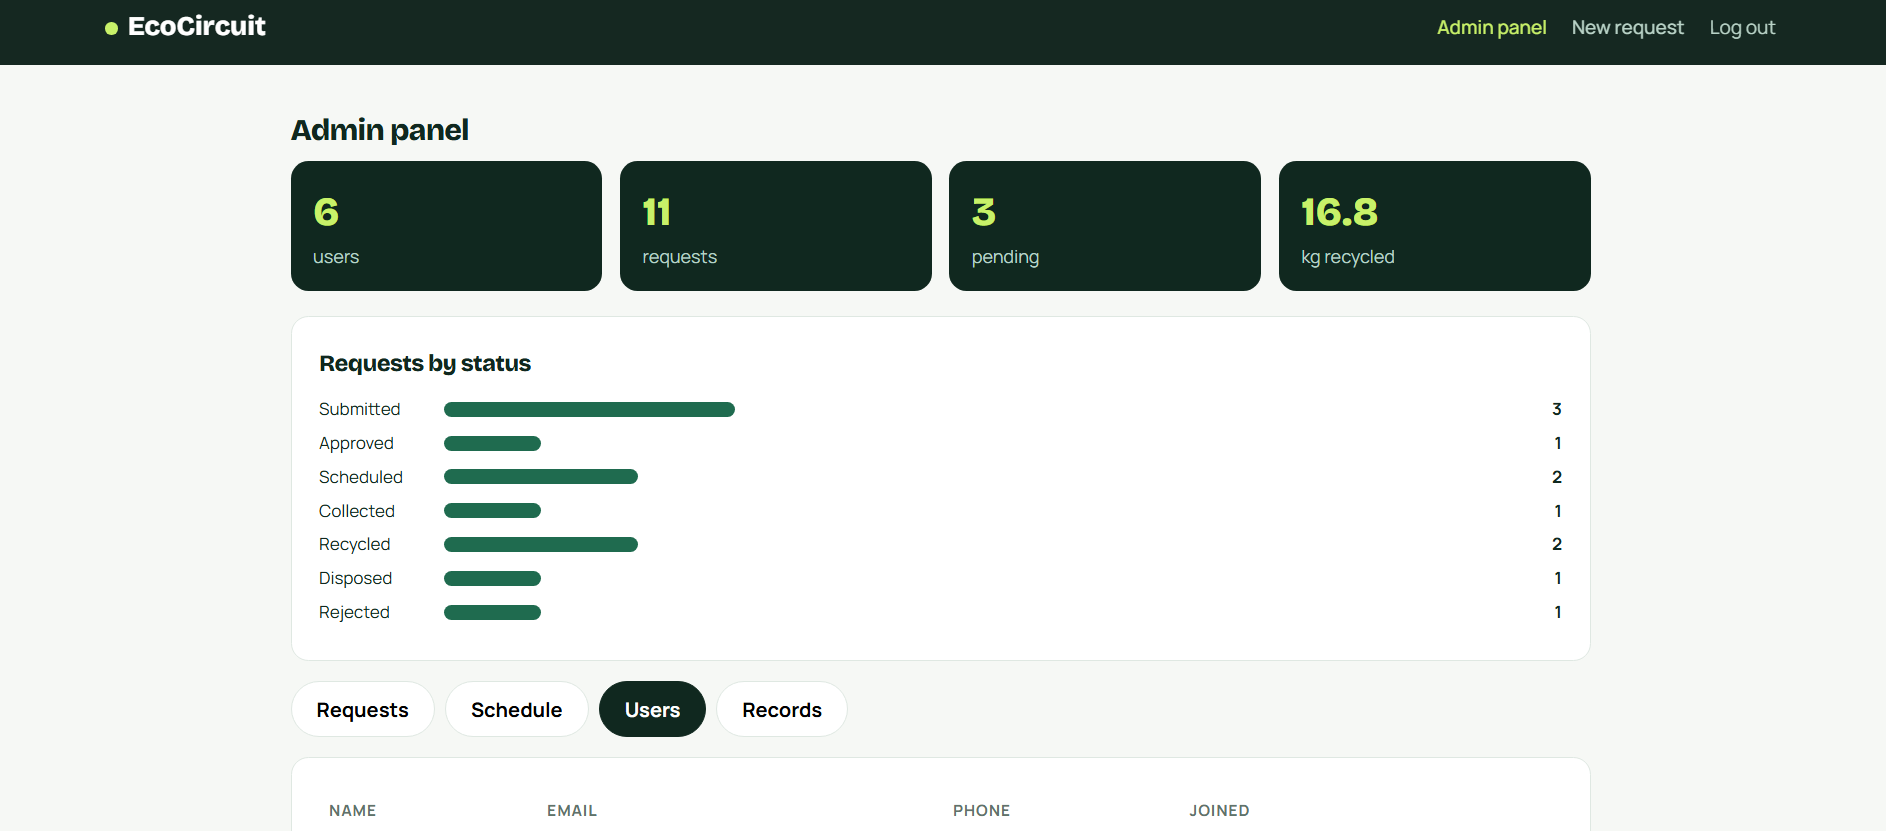 EcoCircuit
Admin panel New request Log out
Admin panel
6 11 3 16.8
users requests pending kg recycled
Requests by status
Submitted 3
Approved 1
Scheduled 2
Collected 1
Recycled 2
Disposed 1
Rejected 1
Requests Schedule Users Records
NAME EMAIL PHONE JOINED